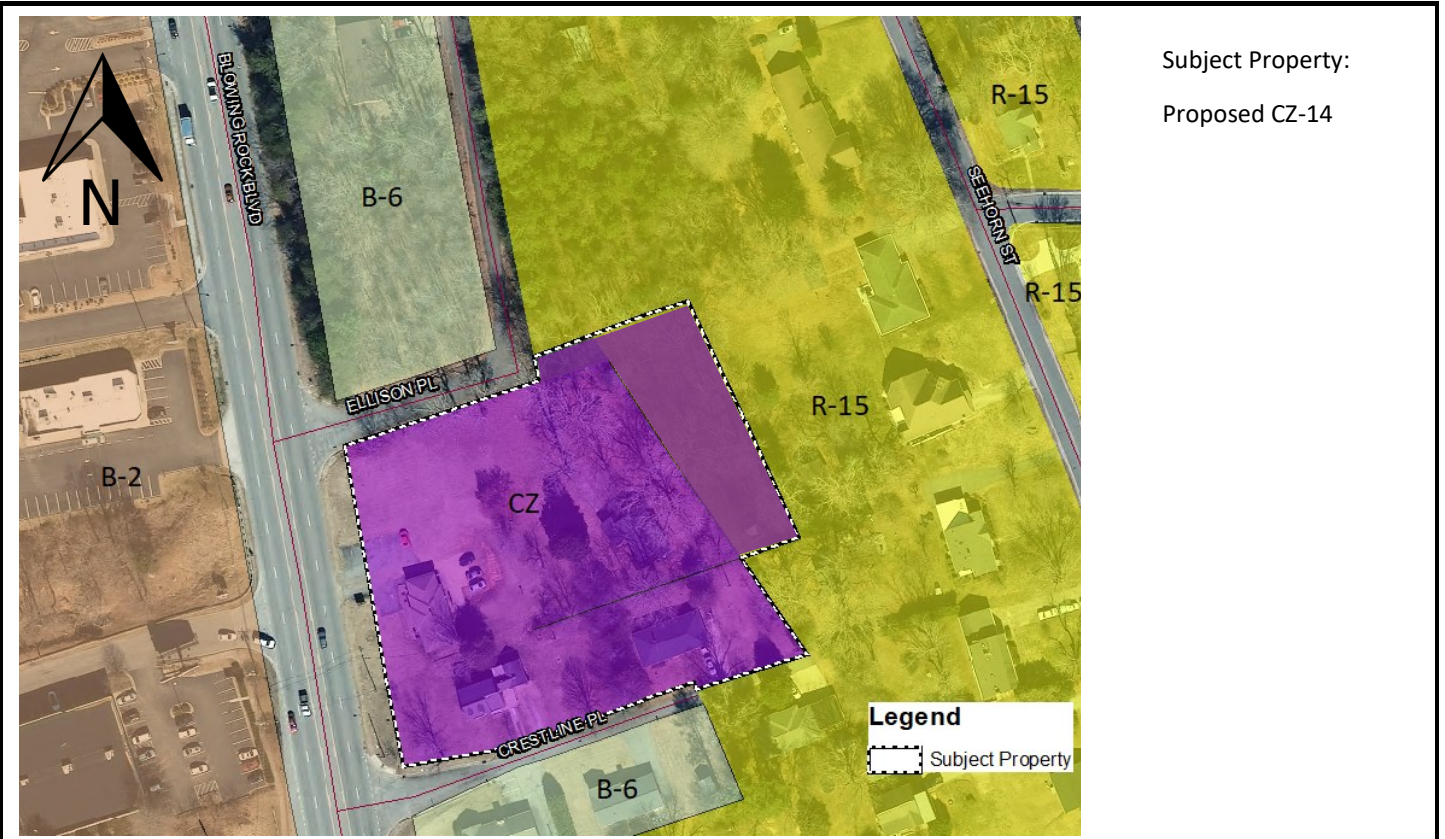 Subject Property:
Proposed CZ-14
BLOWING ROCK BLVD
N
B-6
R-15
SEEHORN ST
R-15
ELLISON PL
R-15
B-2
CZ
CRESTLINE PL
B-6
Legend
Subject Property